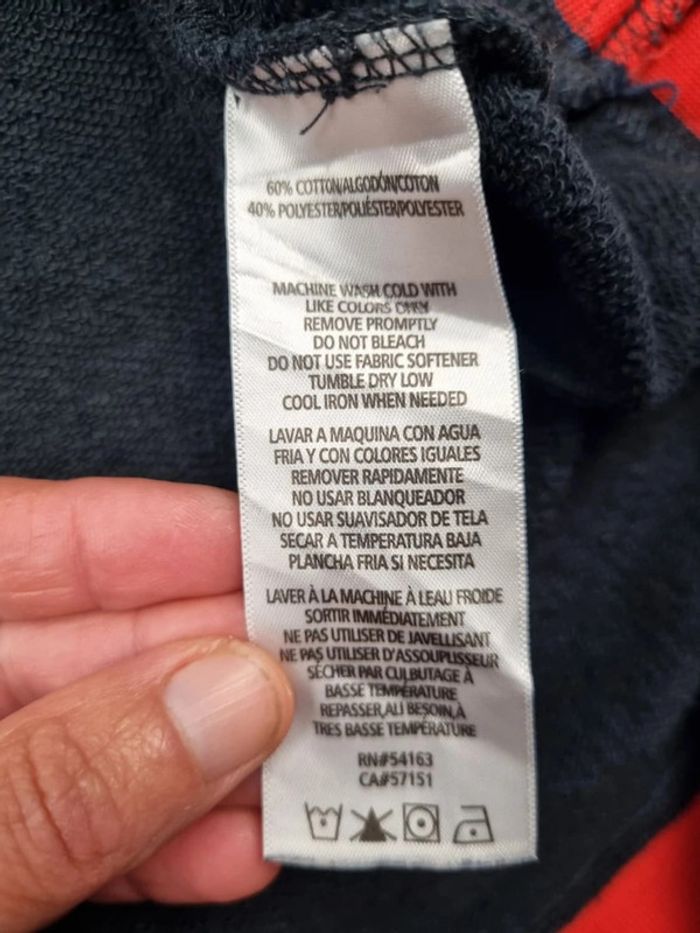 60% COTTON/ALGODÓN/COTON
40% POLYESTER/POLIÉSTER/POLYESTER
MACHINE WASH COLD WITH
LIKE COLORS ONLY
REMOVE PROMPTLY
DO NOT BLEACH
DO NOT USE FABRIC SOFTENER
TUMBLE DRY LOW
COOL IRON WHEN NEEDED
LAVAR A MAQUINA CON AGUA
FRIA Y CON COLORES IGUALES
REMOVER RAPIDAMENTE
NO USAR BLANQUEADOR
NO USAR SUAVISADOR DE TELA
SECAR A TEMPERATURA BAJA
PLANCHA FRIA SI NECESITA
LAVER À LA MACHINE À LEAU FROIDE
SORTIR IMMÉDIATEMENT
NE PAS UTILISER DE JAVELLISANT
NE PAS UTILISER D'ASSOUPLISSEUR
SÉCHER PAR CULBUTAGE À
BASSE TEMPÉRATURE
REPASSER,ALI BESOIN,À
TRES BASSE TEMPÉRATURE
RN#54163
CA#57151